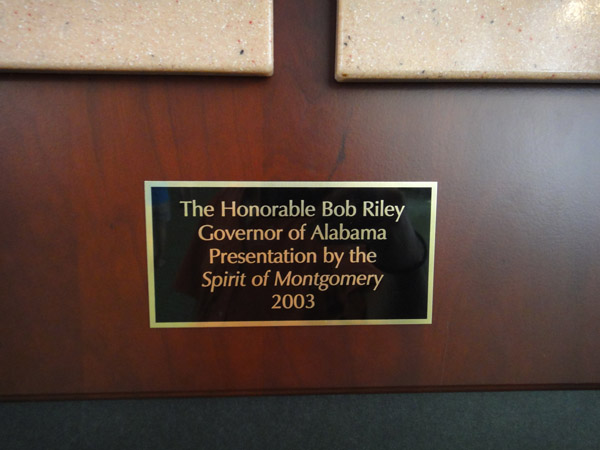 The Honorable Bob Riley
Governor of Alabama
Presentation by the
Spirit of Montgomery
2003